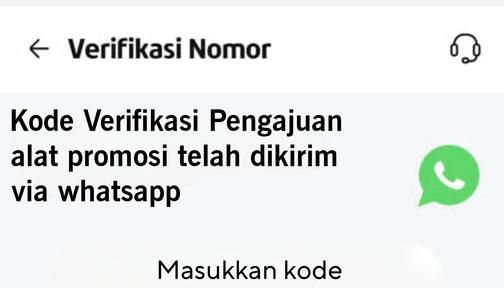 Verifikasi Nomor
Kode Verifikasi Pengajuan
alat promosi telah dikirim
via whatsapp
Masukkan kode